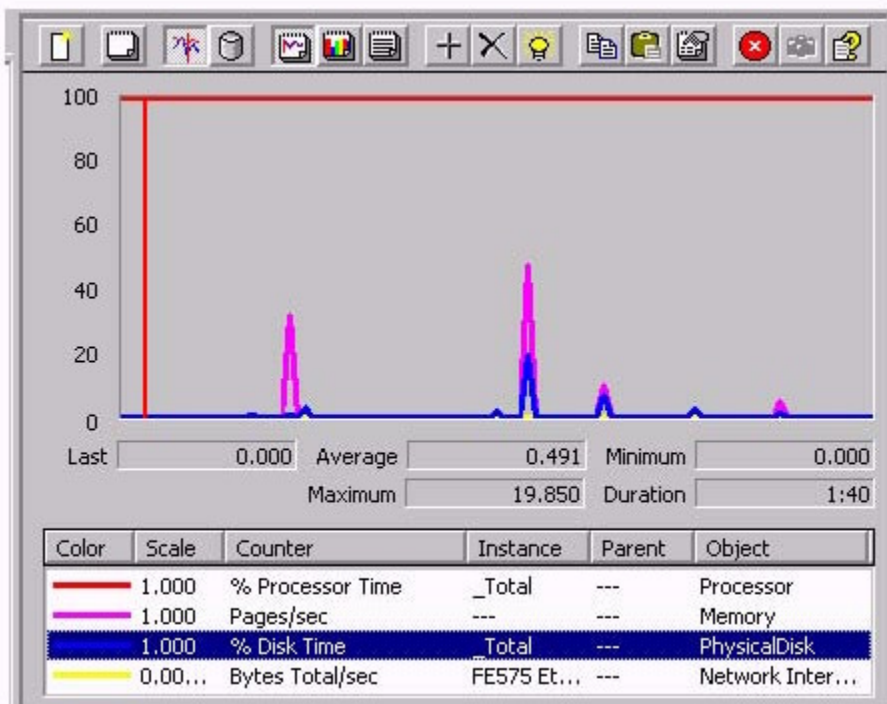 100
80
60
40
20
0
Last 0.000 Average 0.491 Minimum 0.000
Maximum 19.850 Duration 1:40
Color Scale Counter Instance Parent Object
1.000 % Processor Time _Total --- Processor
1.000 Pages/sec --- --- Memory
1.000 % Disk Time _Total --- PhysicalDisk
0.00... Bytes Total/sec FE575 Et... --- Network Inter...